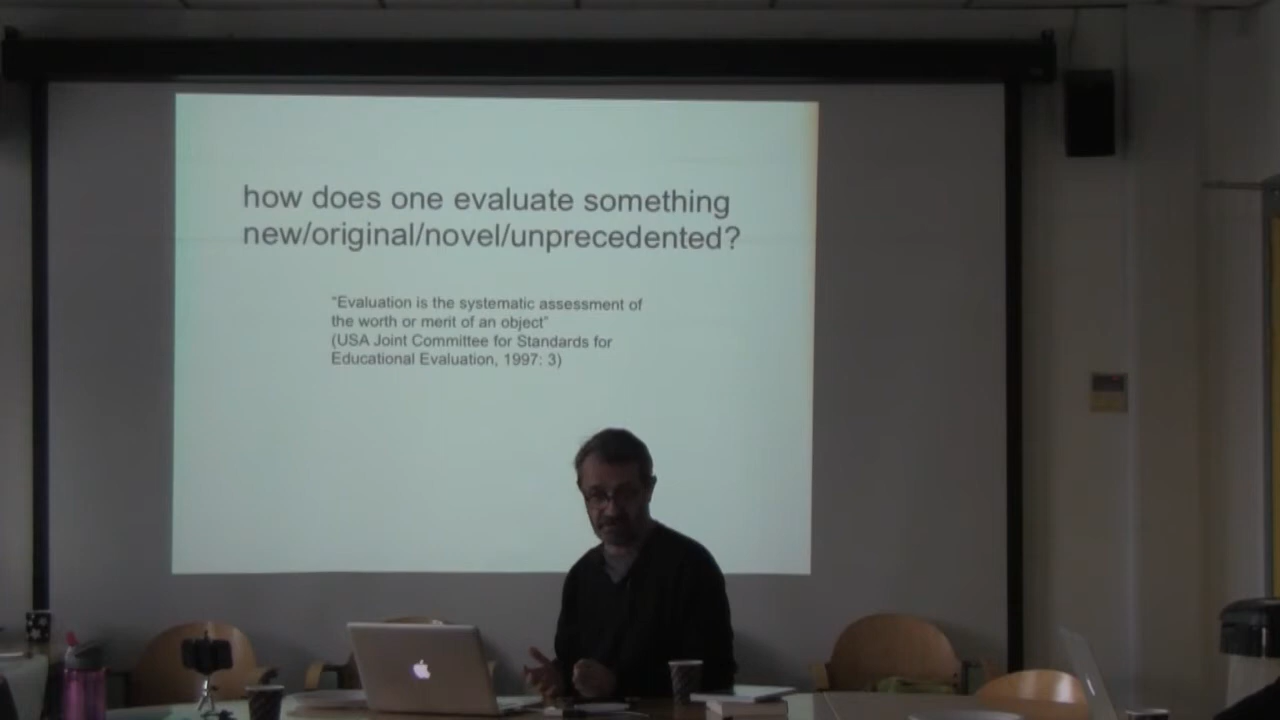 how does one evaluate something
new/original/novel/unprecedented?
"Evaluation is the systematic assessment of
the worth or merit of an object"
(USA Joint Committee for Standards for
Educational Evaluation, 1997: 3)